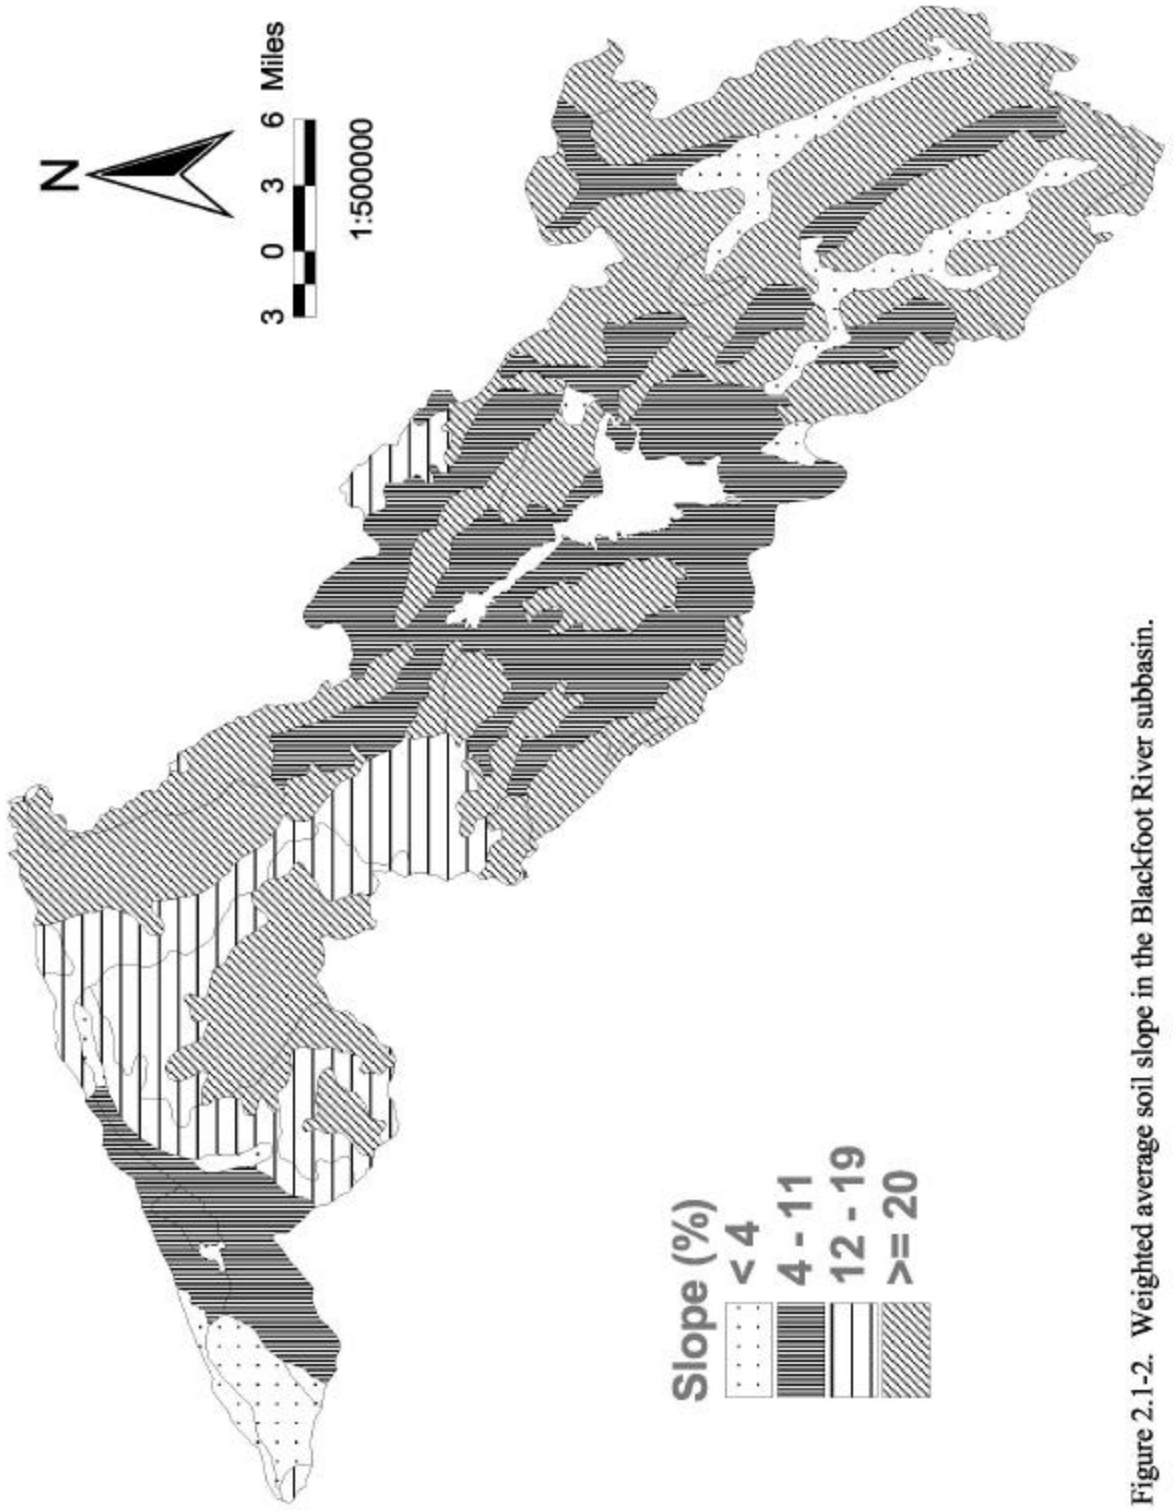 N
3 0 3 6 Miles
1:500000
Slope (%)
< 4
4 - 11
12 - 19
>= 20
Figure 2.1-2. Weighted average soil slope in the Blackfoot River subbasin.